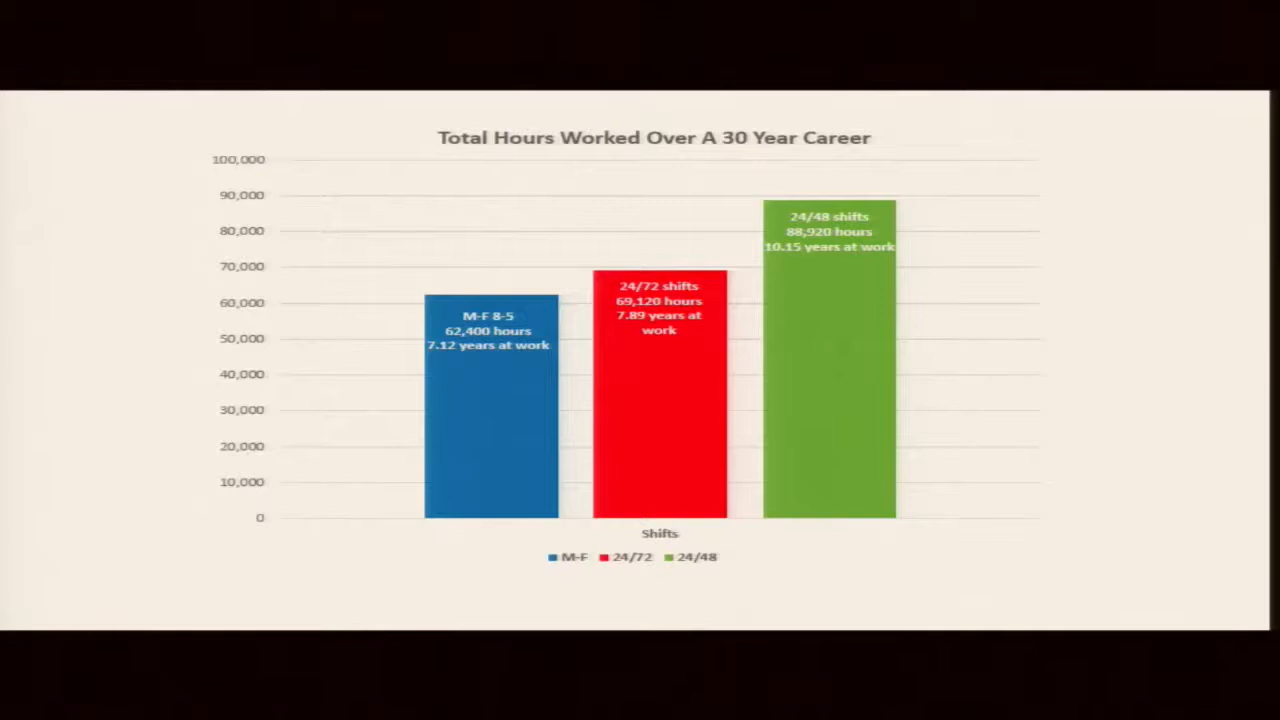 Total Hours Worked Over A 30 Year Career
100,000
90,000
80,000
70,000
60,000
50,000
40,000
30,000
20,000
10,000
0
M-F 8-5
62,400 hours
7.12 years at work
24/72 shifts
69,120 hours
7.89 years at
work
24/48 shifts
88,920 hours
10.15 years at work
Shifts
M-F 24/72 24/48